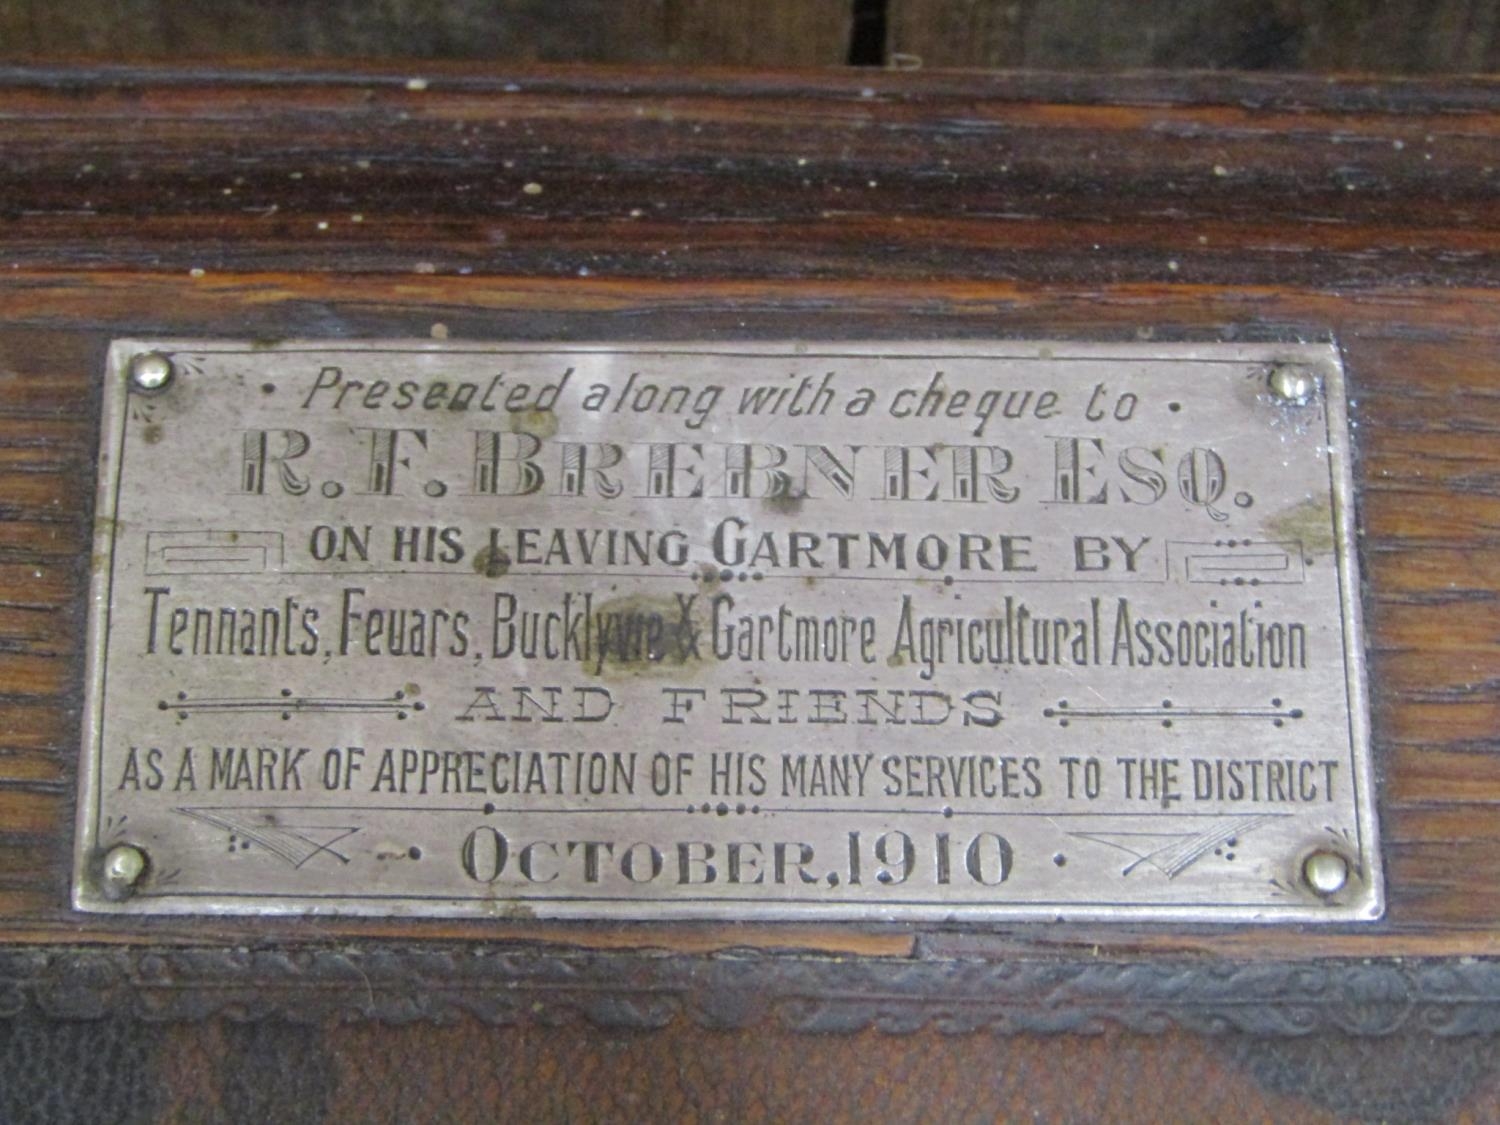 Presented along with a cheque to
R.F. BREBNER ESQ.
ON HIS LEAVING GARTMORE BY
Tennants, Feuars, Bucklyvie & Gartmore Agricultural Association
AND FRIENDS
AS A MARK OF APPRECIATION OF HIS MANY SERVICES TO THE DISTRICT
OCTOBER, 1910